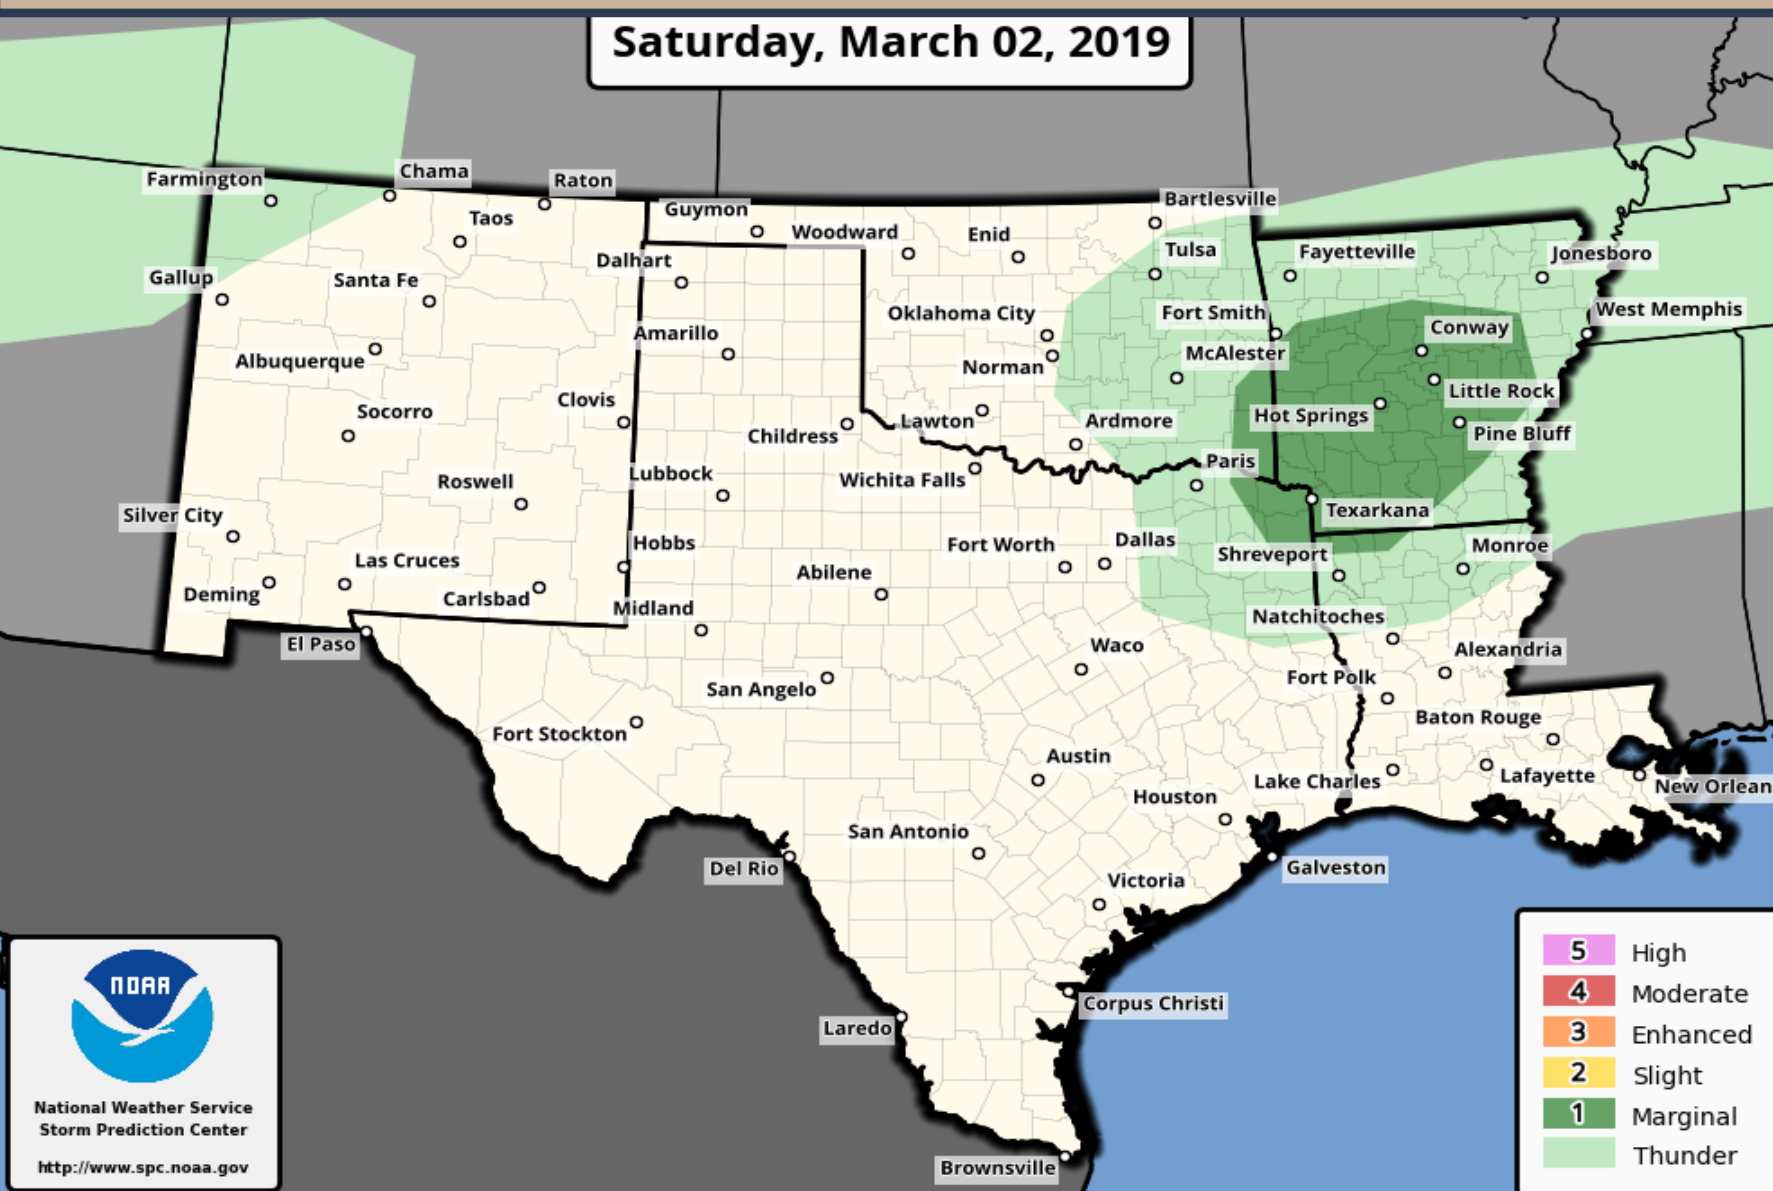 Saturday, March 02, 2019
Farmington
Chama
Raton
Taos
Gallup
Santa Fe
Albuquerque
Socorro
Clovis
Roswell
Silver City
Las Cruces
Deming
Carlsbad
Hobbs
El Paso
Guymon
Woodward
Enid
Bartlesville
Tulsa
Oklahoma City
Norman
Fort Smith
McAlester
Lawton
Ardmore
Fayetteville
Jonesboro
West Memphis
Conway
Little Rock
Hot Springs
Pine Bluff
Texarkana
Dalhart
Amarillo
Childress
Lubbock
Wichita Falls
Paris
Fort Worth
Dallas
Abilene
Midland
San Angelo
Waco
Fort Stockton
Austin
Houston
San Antonio
Del Rio
Victoria
Galveston
Corpus Christi
Laredo
Brownsville
Shreveport
Monroe
Natchitoches
Alexandria
Fort Polk
Baton Rouge
Lake Charles
Lafayette
New Orlean
NOAA
National Weather Service
Storm Prediction Center
http://www.spc.noaa.gov
5 High
4 Moderate
3 Enhanced
2 Slight
1 Marginal
Thunder